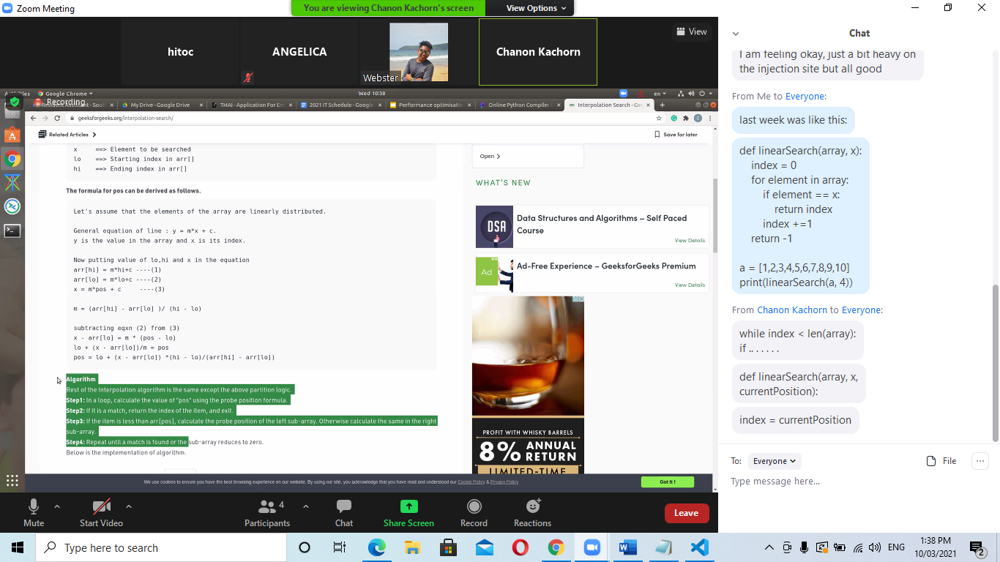 Zoom Meeting
You are viewing Chanon Kachorn's screen
View Options
hitoc
ANGELICA
Webster
Chanon Kachorn
View
Google Chrome
Wed 10:38
en
Recording
My Drive - Google Drive
THAI - Application For Em
2021 IT Schedule - Google
Performance optimisation
Online Python Compiler
Interpolation Search - Gee
geeksforgeeks.org/interpolation-search/
Related Articles
Save for later
x ==> Element to be searched
lo ==> Starting index in arr[]
hi ==> Ending index in arr[]
The formula for pos can be derived as follows.
Let's assume that the elements of the array are linearly distributed.
General equation of line : y = m*x + c.
y is the value in the array and x is its index.
Now putting value of lo,hi and x in the equation
arr[hi] = m*hi+c ----(1)
arr[lo] = m*lo+c ----(2)
x = m*pos + c ----(3)
m = (arr[hi] - arr[lo] )/ (hi - lo)
subtracting eqxn (2) from (3)
x - arr[lo] = m * (pos - lo)
lo + (x - arr[lo])/m = pos
pos = lo + (x - arr[lo]) *(hi - lo)/(arr[hi] - arr[lo])
Algorithm
Rest of the Interpolation algorithm is the same except the above partition logic.
Step1: In a loop, calculate the value of "pos" using the probe position formula.
Step2: If it is a match, return the index of the item, and exit.
Step3: If the item is less than arr[pos], calculate the probe position of the left sub-array. Otherwise calculate the same in the right
sub-array.
Step4: Repeat until a match is found or the sub-array reduces to zero.
Below is the implementation of algorithm.
Open
WHAT'S NEW
DSA
Data Structures and Algorithms – Self Paced
Course
View Details
Ad
Ad-Free Experience – GeeksforGeeks Premium
View Details
PROFIT WITH WHISKY BARRELS
8% ANNUAL
RETURN
LIMITED-TIME
We use cookies to ensure you have the best browsing experience on our website. By using our site, you acknowledge that you have read and understood our Cookie Policy & Privacy Policy
Got It !
Chat
I am feeling okay, just a bit heavy on
the injection site but all good
From Me to Everyone:
last week was like this:
def linearSearch(array, x):
index = 0
for element in array:
if element == x:
return index
index +=1
return -1
a = [1,2,3,4,5,6,7,8,9,10]
print(linearSearch(a, 4))
From Chanon Kachorn to Everyone:
while index < len(array):
if .. . . . . .
def linearSearch(array, x,
currentPosition):
index = currentPosition
To: Everyone
File
Type message here...
Mute
Start Video
4
Participants
Chat
Share Screen
Record
Reactions
Leave
Type here to search
ENG
1:38 PM
10/03/2021
2